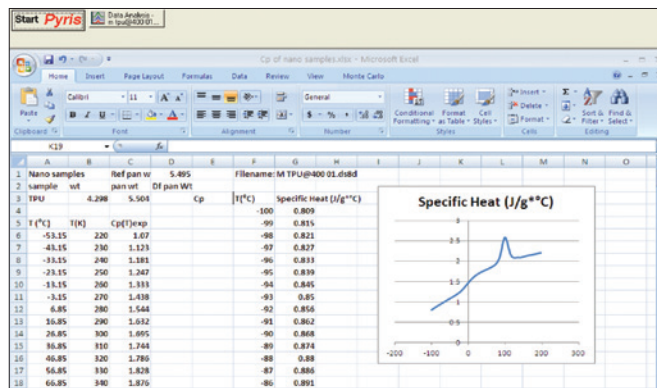 Start Pyris Data Analysis - m tpu@400 01...
Cp of nano samples.xlsx - Microsoft Excel
Home Insert Page Layout Formulas Data Review View Monte Carlo
Calibri 11 A A General Insert Σ
Paste B I U $ % , Conditional Format Cell Delete Sort & Find &
Formatting as Table Styles Format Filter Select
Clipboard Font Alignment Number Styles Cells Editing
K19 fx
A B C D E F G H I J K L M N O
1 Nano samples Ref pan w 5.495 Filename: M TPU@400 01.ds8d
2 sample wt pan wt Df pan Wt
3 TPU 4.298 5.504 Cp T(°C) Specific Heat (J/g*°C)
4 -100 0.809
5 T (°C) T(K) Cp(T)exp -99 0.815
6 -53.15 220 1.07 -98 0.821
7 -43.15 230 1.123 -97 0.827
8 -33.15 240 1.181 -96 0.833
9 -23.15 250 1.247 -95 0.839
10 -13.15 260 1.333 -94 0.845
11 -3.15 270 1.438 -93 0.85
12 6.85 280 1.544 -92 0.856
13 16.85 290 1.632 -91 0.862
14 26.85 300 1.695 -90 0.868
15 36.85 310 1.744 -89 0.874
16 46.85 320 1.786 -88 0.88
17 56.85 330 1.828 -87 0.886
18 66.85 340 1.876 -86 0.891
Specific Heat (J/g*°C)
3
2.5
2
1.5
1
0.5
0
-200 -100 0 100 200 300